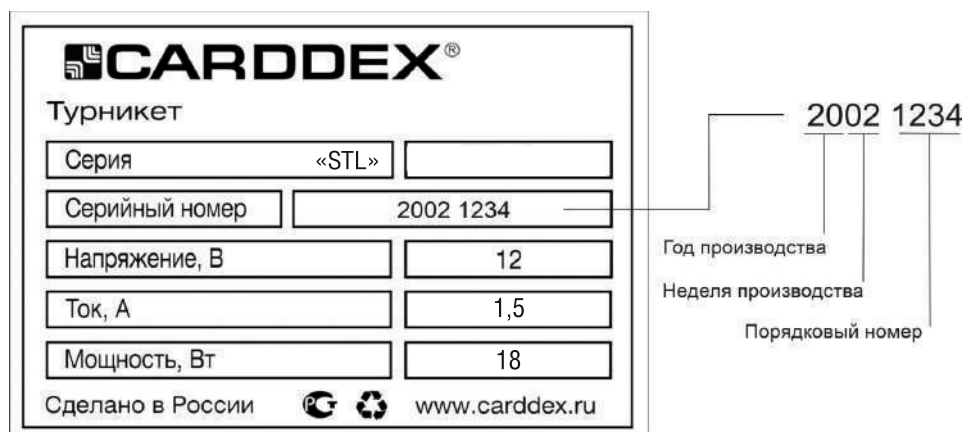 CARDDEX®
Турникет
Серия «STL»
Серийный номер 2002 1234
Напряжение, В 12
Ток, А 1,5
Мощность, Вт 18
Сделано в России РСТ www.carddex.ru
2002 1234
Год производства
Неделя производства
Порядковый номер